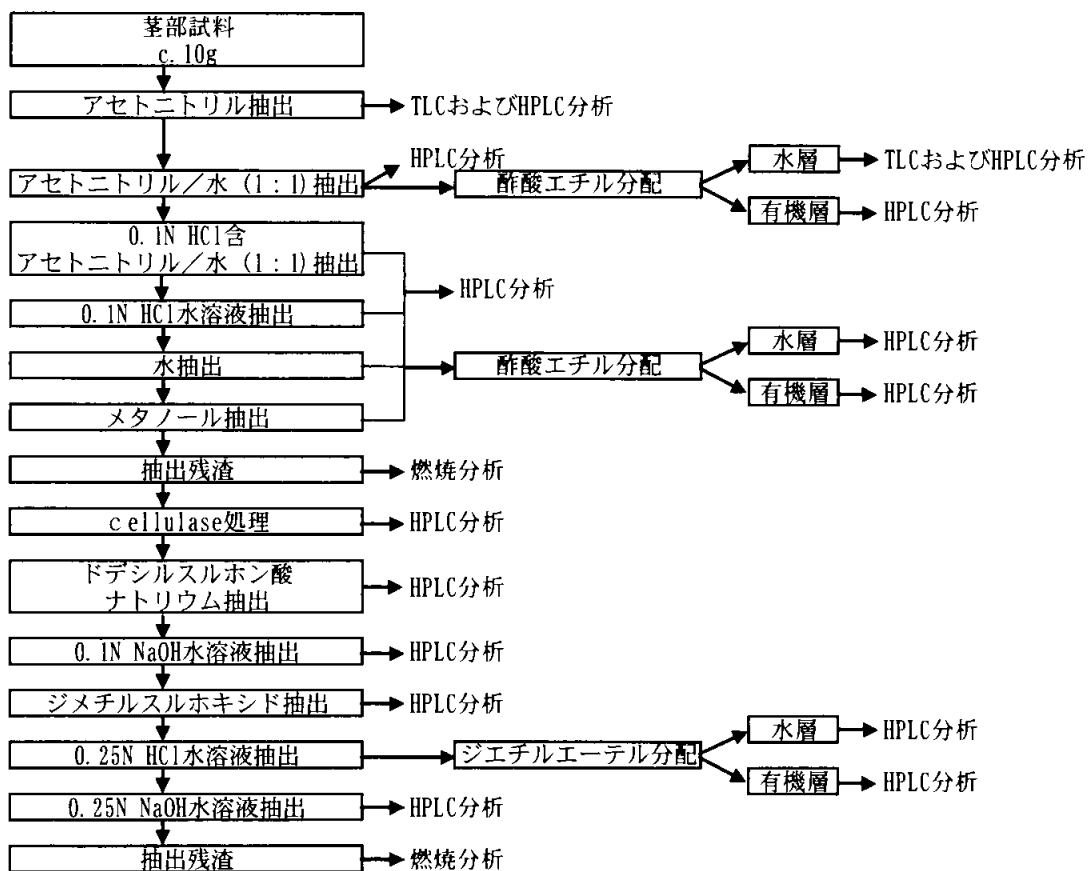 茎部試料
c. 10g
アセトニトリル抽出
TLCおよびHPLC分析
HPLC分析
アセトニトリル／水 (1 : 1) 抽出
酢酸エチル分配
水層
TLCおよびHPLC分析
有機層
HPLC分析
0. 1N HCl含
アセトニトリル／水 (1 : 1) 抽出
HPLC分析
0. 1N HCl水溶液抽出
水抽出
酢酸エチル分配
水層
HPLC分析
有機層
HPLC分析
メタノール抽出
抽出残渣
燃焼分析
cellulase処理
HPLC分析
ドデシルスルホン酸
ナトリウム抽出
HPLC分析
0. 1N NaOH水溶液抽出
HPLC分析
ジメチルスルホキシド抽出
HPLC分析
0. 25N HCl水溶液抽出
ジエチルエーテル分配
水層
HPLC分析
有機層
HPLC分析
0. 25N NaOH水溶液抽出
HPLC分析
抽出残渣
燃焼分析